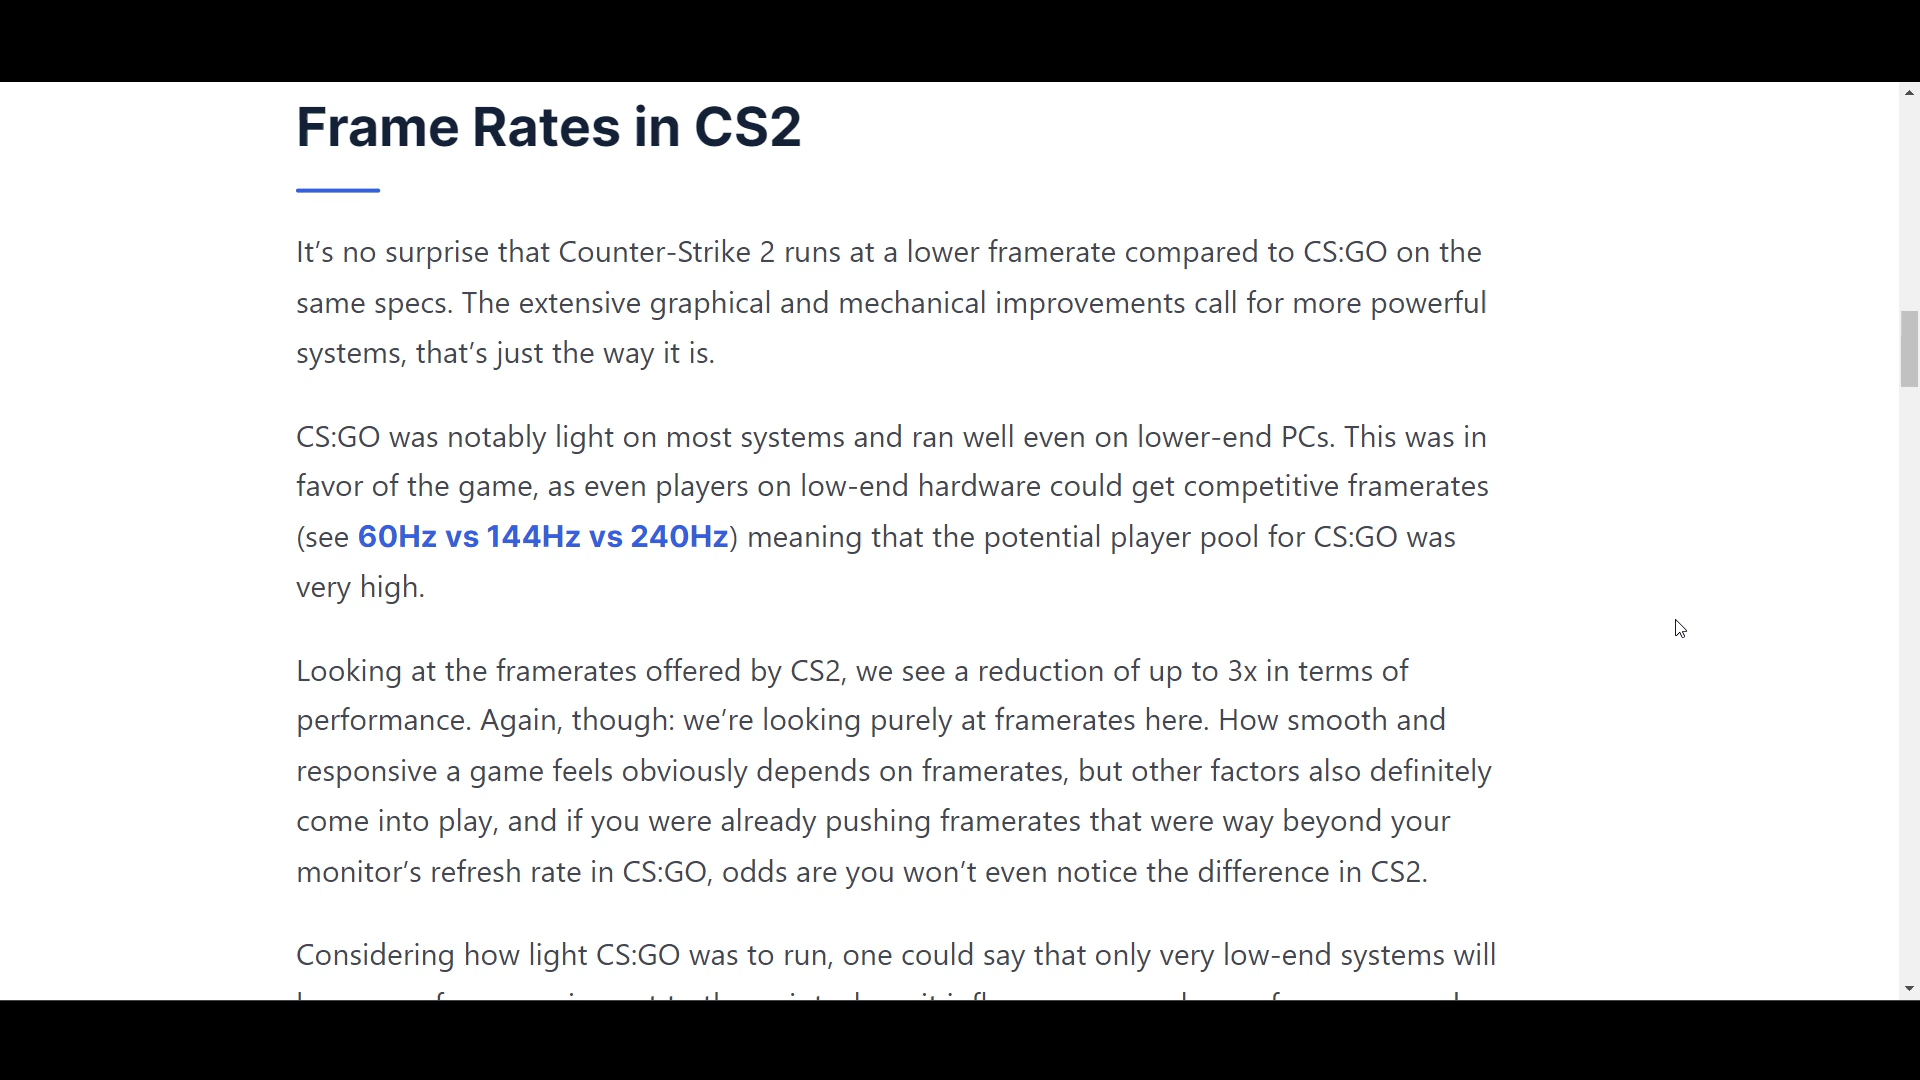 Frame Rates in CS2
It’s no surprise that Counter-Strike 2 runs at a lower framerate compared to CS:GO on the
same specs. The extensive graphical and mechanical improvements call for more powerful
systems, that’s just the way it is.
CS:GO was notably light on most systems and ran well even on lower-end PCs. This was in
favor of the game, as even players on low-end hardware could get competitive framerates
(see 60Hz vs 144Hz vs 240Hz) meaning that the potential player pool for CS:GO was
very high.
Looking at the framerates offered by CS2, we see a reduction of up to 3x in terms of
performance. Again, though: we’re looking purely at framerates here. How smooth and
responsive a game feels obviously depends on framerates, but other factors also definitely
come into play, and if you were already pushing framerates that were way beyond your
monitor’s refresh rate in CS:GO, odds are you won’t even notice the difference in CS2.
Considering how light CS:GO was to run, one could say that only very low-end systems will